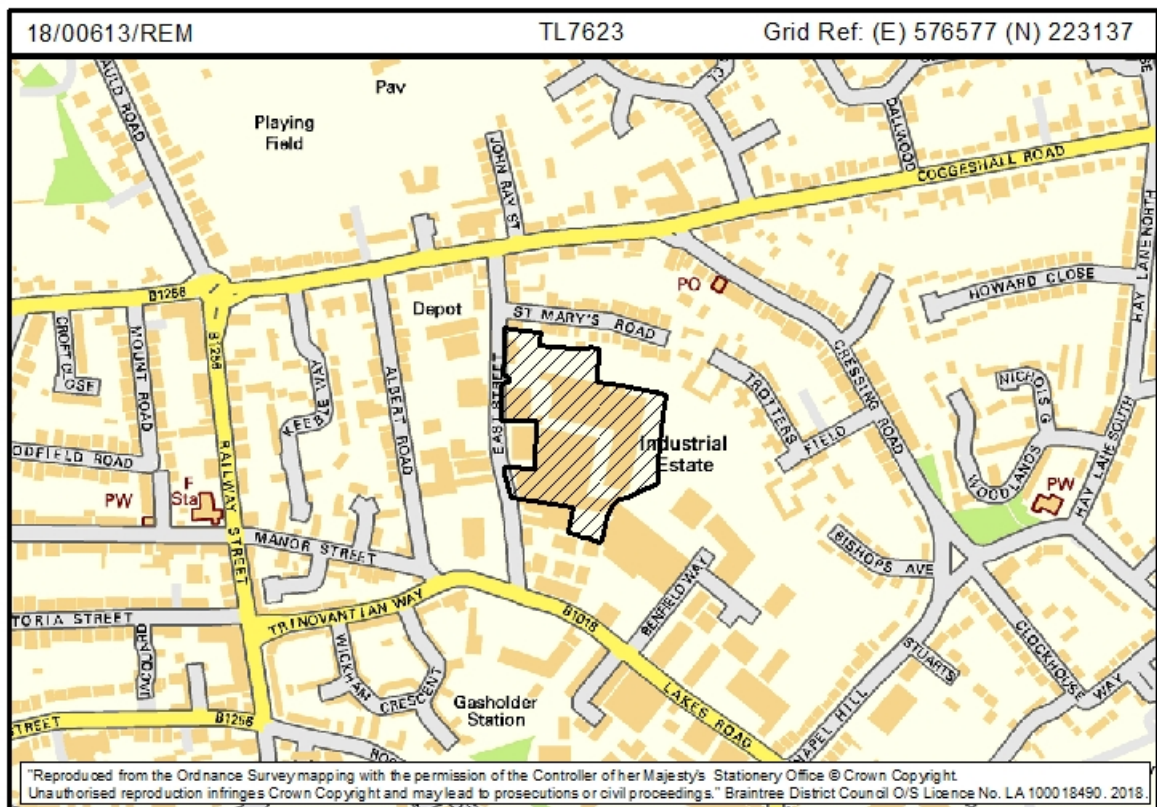 18/00613/REM TL7623 Grid Ref: (E) 576577 (N) 223137
AULD ROAD
Pav
Playing
Field
JOHN RAY ST
CL
DALLWOOD
COGGESHALL ROAD
HAY LANE NORTH
B1256
CROFT CLOSE
MOUNT ROAD
B1256
KEEBLE WAY
ALBERT ROAD
Depot
EAST STREET
ST MARY'S ROAD
PO
CRESSING ROAD
HOWARD CLOSE
TROTTERS
FIELD
NICHOLS G
WOODLANDS
HAY LANE SOUTH
PW
Industrial
Estate
ODFIELD ROAD
PW
F
Sta
RAILWAY STREET
MANOR STREET
BISHOPS AVE
BENFIELD WAY
TORIA STREET
TRINOVANTIAN WAY
B1018
WICKHAM
CRESCENT
Gasholder
Station
LAKES ROAD
STUARTS
CLOCKHOUSE WAY
HAPEL HILL
STREET
B1256
"Reproduced from the Ordnance Survey mapping with the permission of the Controller of her Majesty's Stationery Office © Crown Copyright.
Unauthorised reproduction infringes Crown Copyright and may lead to prosecutions or civil proceedings." Braintree District Council O/S Licence No. LA 100018490. 2018.